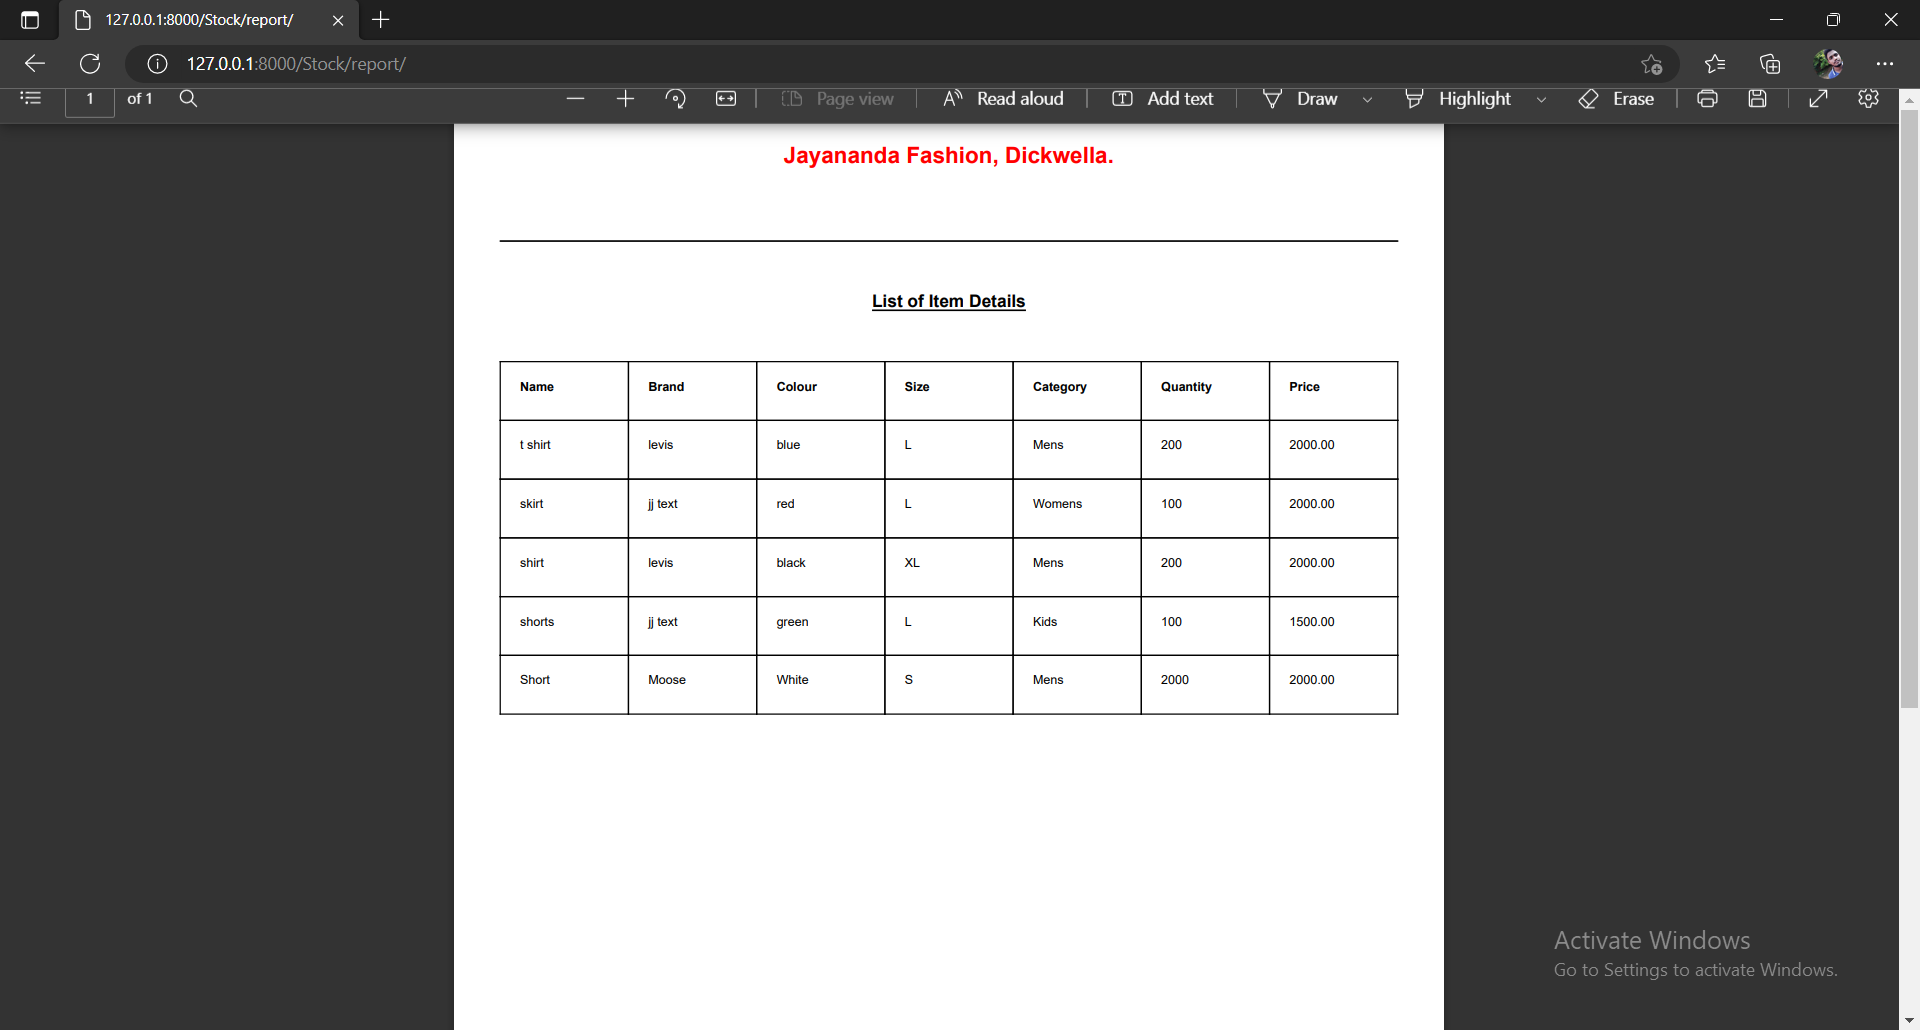 127.0.0.1:8000/Stock/report/
127.0.0.1:8000/Stock/report/
1 of 1 Page view Read aloud Add text Draw Highlight Erase
Jayananda Fashion, Dickwella.
List of Item Details
Name Brand Colour Size Category Quantity Price
t shirt levis blue L Mens 200 2000.00
skirt jj text red L Womens 100 2000.00
shirt levis black XL Mens 200 2000.00
shorts jj text green L Kids 100 1500.00
Short Moose White S Mens 2000 2000.00
Activate Windows
Go to Settings to activate Windows.